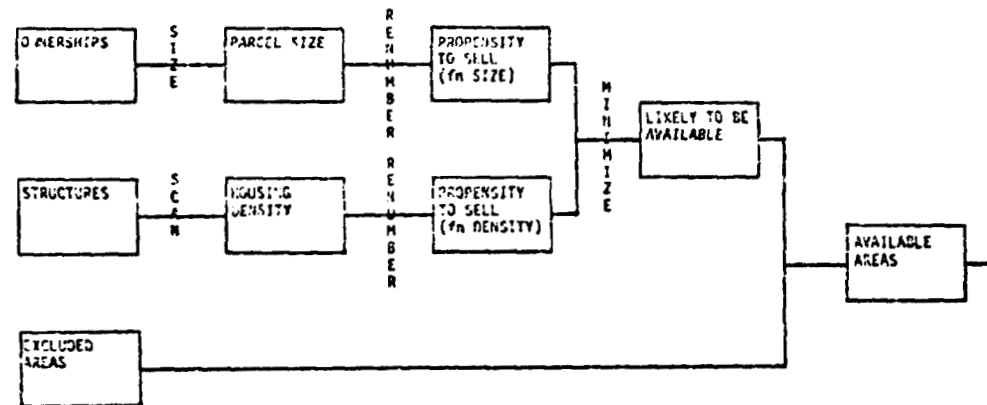 OWNERSHIPS
SIZE
PARCEL SIZE
RENUMBER
PROPENSITY
TO SELL
(fn SIZE)
MINIMIZE
LIKELY TO BE
AVAILABLE
STRUCTURES
SCAN
HOUSING
DENSITY
RENUMBER
PROPENSITY
TO SELL
(fn DENSITY)
AVAILABLE
AREAS
EXCLUDED
AREAS